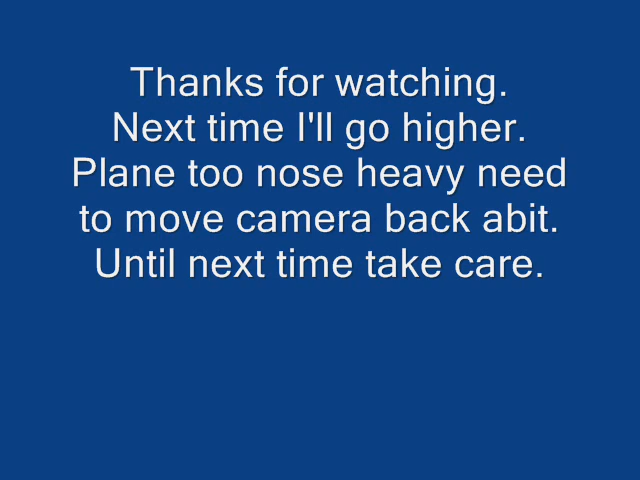 Thanks for watching.
Next time I'll go higher.
Plane too nose heavy need
to move camera back abit.
Until next time take care.